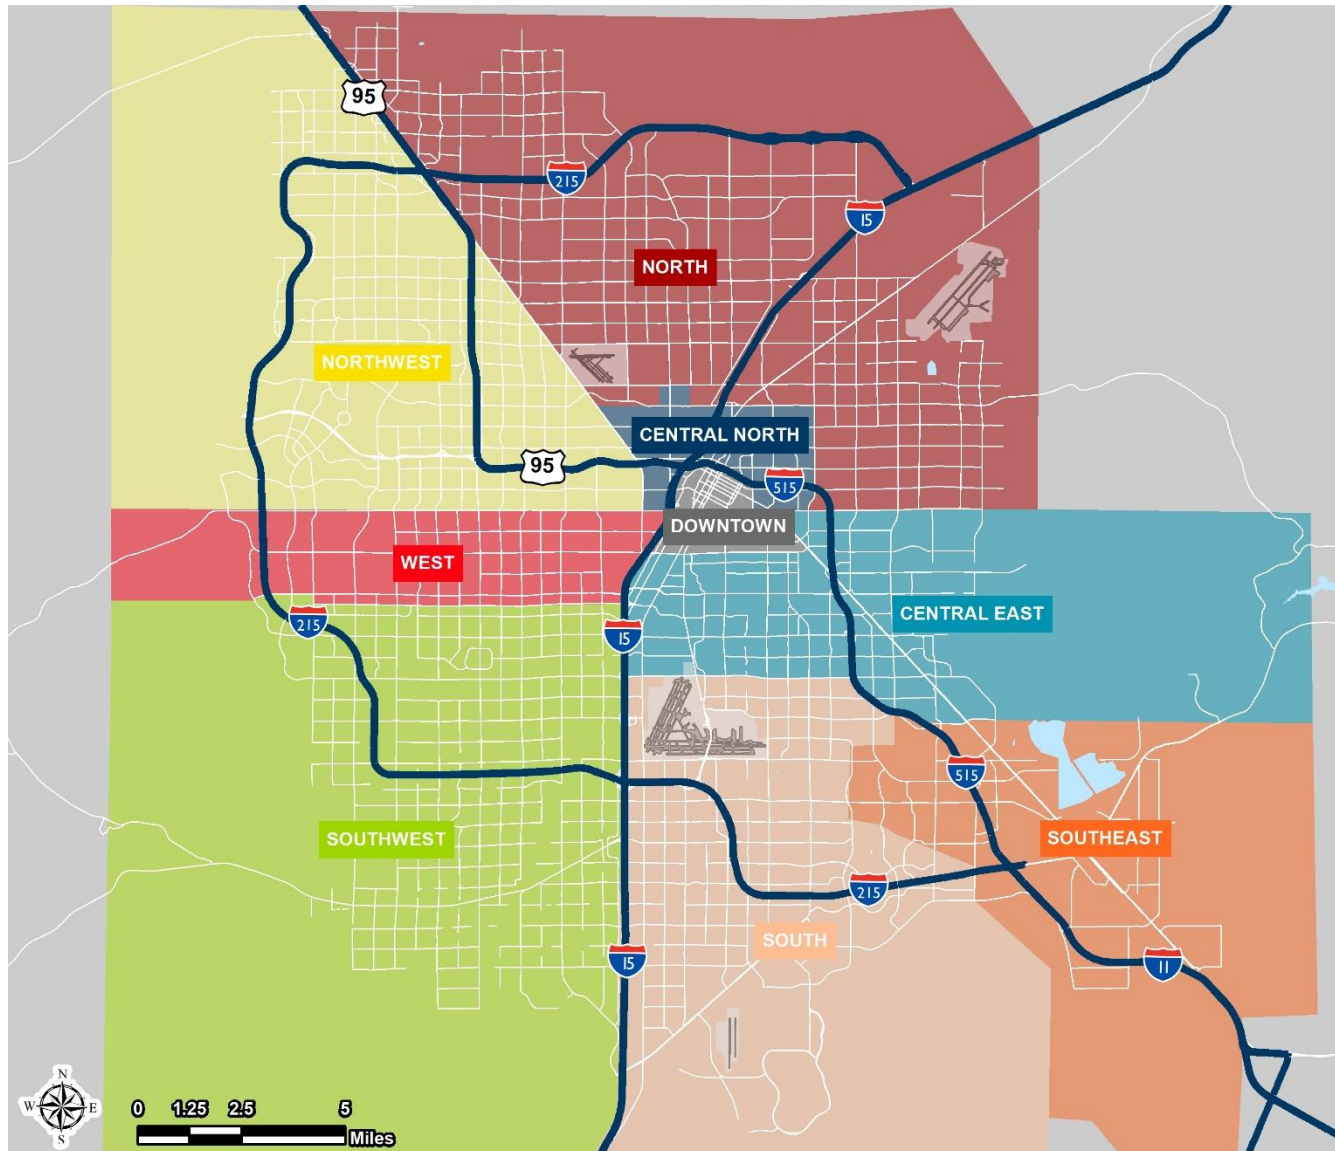 95
215
15
NORTH
NORTHWEST
CENTRAL NORTH
95
515
DOWNTOWN
WEST
CENTRAL EAST
215
15
515
SOUTHWEST
SOUTHEAST
215
SOUTH
15
11
N
W E
S
0 1.25 2.5 5
Miles